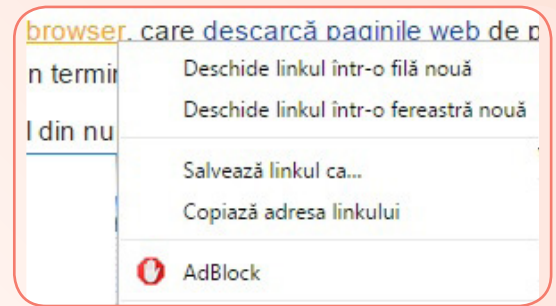 browser, care descarcă paginile web de p
n termin
l din nu
Deschide linkul într-o filă nouă
Deschide linkul într-o fereastră nouă
Salvează linkul ca...
Copiază adresa linkului
AdBlock